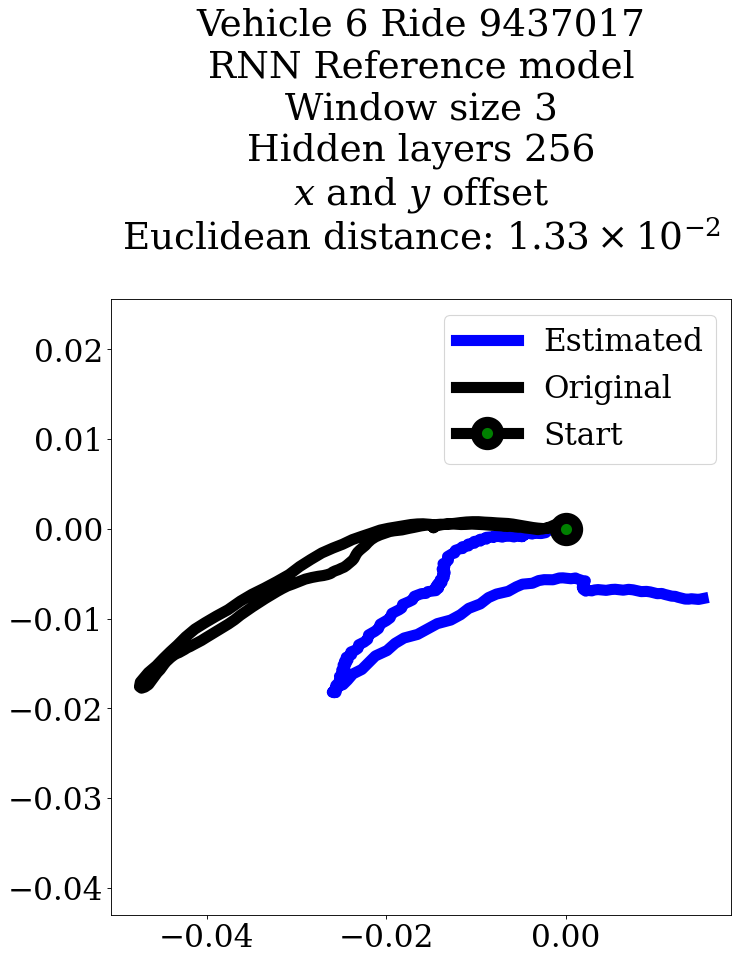 Vehicle 6 Ride 9437017
RNN Reference model
Window size 3
Hidden layers 256
x and y offset
Euclidean distance: 1.33 × 10⁻²
Estimated
Original
Start
0.02
0.01
0.00
−0.01
−0.02
−0.03
−0.04
−0.04 −0.02 0.00